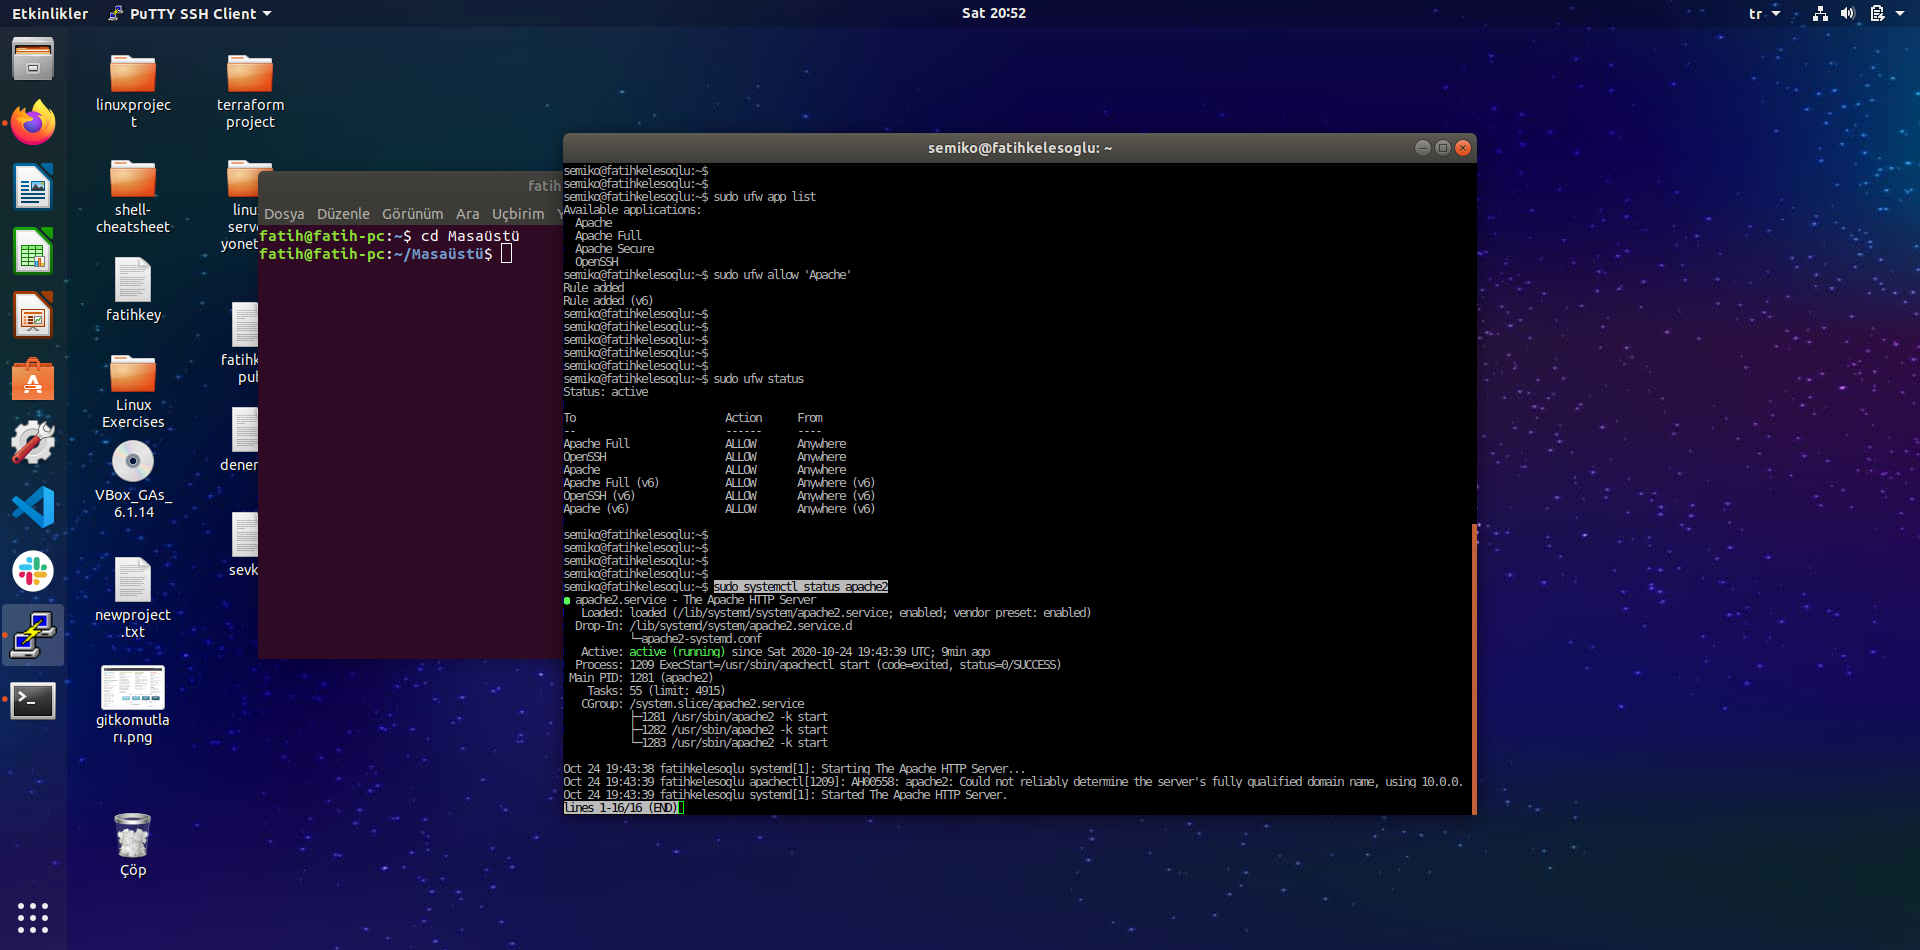 Etkinlikler
PuTTY SSH Client
Sat 20:52
tr
linuxprojec
t
terraform
project
shell-
cheatsheet
linu
serv
yonet
fatihkey
fatihk
pub
Linux
Exercises
dener
VBox_GAs_
6.1.14
sevk
newproject
.txt
gitkomutla
rı.png
Çöp
fatih
Dosya Düzenle Görünüm Ara Uçbirim
fatih@fatih-pc:~$ cd Masaüstü
fatih@fatih-pc:~/Masaüstü$
semiko@fatihkelesoglu: ~
semiko@fatihkelesoglu:~$
semiko@fatihkelesoglu:~$
semiko@fatihkelesoglu:~$ sudo ufw app list
Available applications:
Apache
Apache Full
Apache Secure
OpenSSH
semiko@fatihkelesoglu:~$ sudo ufw allow 'Apache'
Rule added
Rule added (v6)
semiko@fatihkelesoglu:~$
semiko@fatihkelesoglu:~$
semiko@fatihkelesoglu:~$
semiko@fatihkelesoglu:~$
semiko@fatihkelesoglu:~$
semiko@fatihkelesoglu:~$ sudo ufw status
Status: active
To Action From
-- ------ ----
Apache Full ALLOW Anywhere
OpenSSH ALLOW Anywhere
Apache ALLOW Anywhere
Apache Full (v6) ALLOW Anywhere (v6)
OpenSSH (v6) ALLOW Anywhere (v6)
Apache (v6) ALLOW Anywhere (v6)
semiko@fatihkelesoglu:~$
semiko@fatihkelesoglu:~$
semiko@fatihkelesoglu:~$
semiko@fatihkelesoglu:~$
semiko@fatihkelesoglu:~$ sudo systemctl status apache2
● apache2.service - The Apache HTTP Server
Loaded: loaded (/lib/systemd/system/apache2.service; enabled; vendor preset: enabled)
Drop-In: /lib/systemd/system/apache2.service.d
└─apache2-systemd.conf
Active: active (running) since Sat 2020-10-24 19:43:39 UTC; 9min ago
Process: 1209 ExecStart=/usr/sbin/apachectl start (code=exited, status=0/SUCCESS)
Main PID: 1281 (apache2)
Tasks: 55 (limit: 4915)
CGroup: /system.slice/apache2.service
├─1281 /usr/sbin/apache2 -k start
├─1282 /usr/sbin/apache2 -k start
└─1283 /usr/sbin/apache2 -k start
Oct 24 19:43:38 fatihkelesoglu systemd[1]: Starting The Apache HTTP Server...
Oct 24 19:43:39 fatihkelesoglu apachectl[1209]: AH00558: apache2: Could not reliably determine the server's fully qualified domain name, using 10.0.0.
Oct 24 19:43:39 fatihkelesoglu systemd[1]: Started The Apache HTTP Server.
lines 1-16/16 (END)